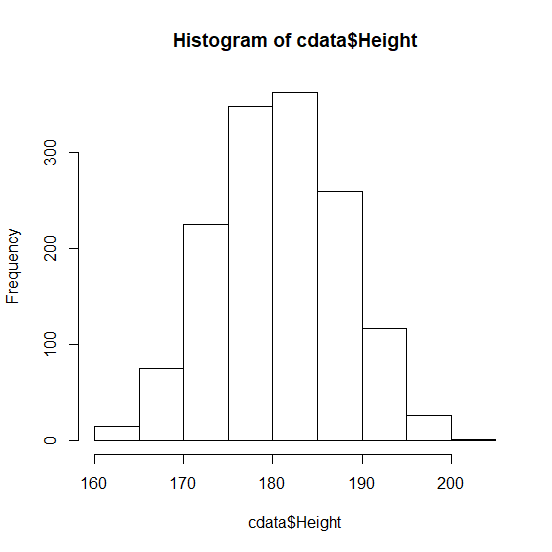 Histogram of cdata$Height
Frequency
300
200
100
0
160 170 180 190 200
cdata$Height